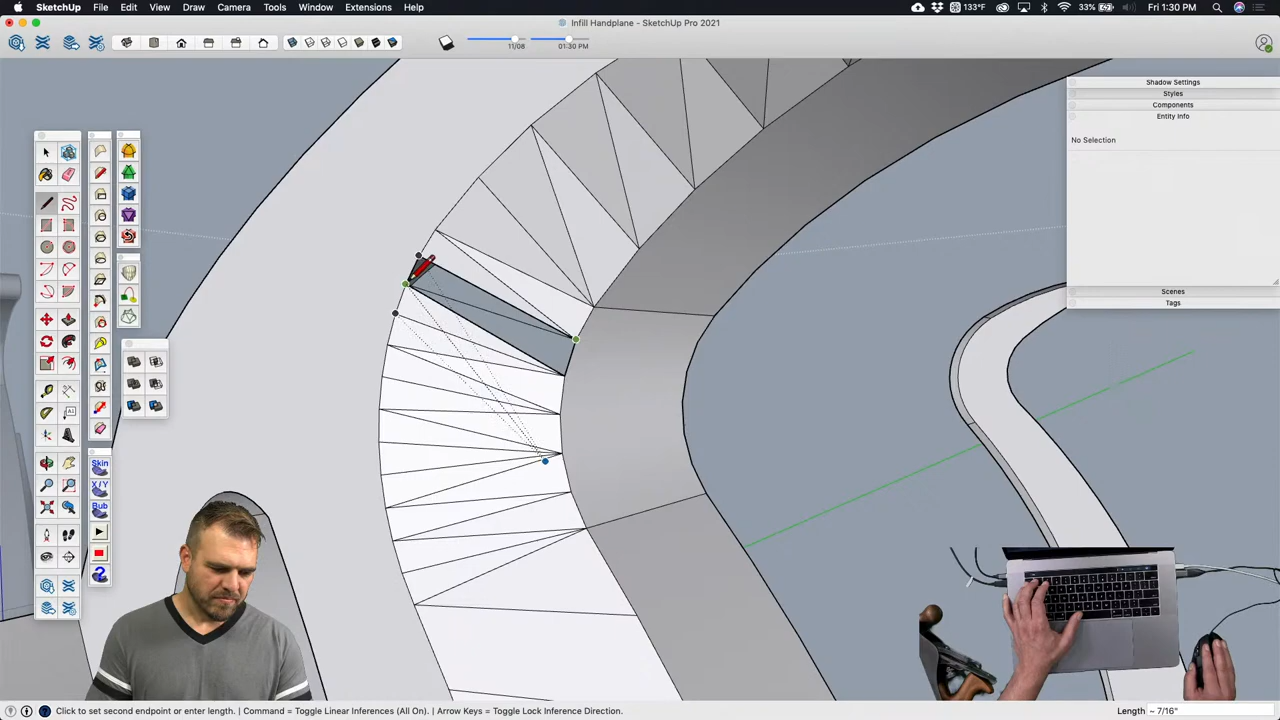 SketchUp File Edit View Draw Camera Tools Window Extensions Help 133°F 33% Fri 1:30 PM
Infill Handplane - SketchUp Pro 2021
11/08 01:30 PM
Shadow Settings
Styles
Components
Entity Info
No Selection
Scenes
Tags
A1
Skin
X/Y
Bub
Click to set second endpoint or enter length. | Command = Toggle Linear Inferences (All On). | Arrow Keys = Toggle Lock Inference Direction. Length ~ 7/16"